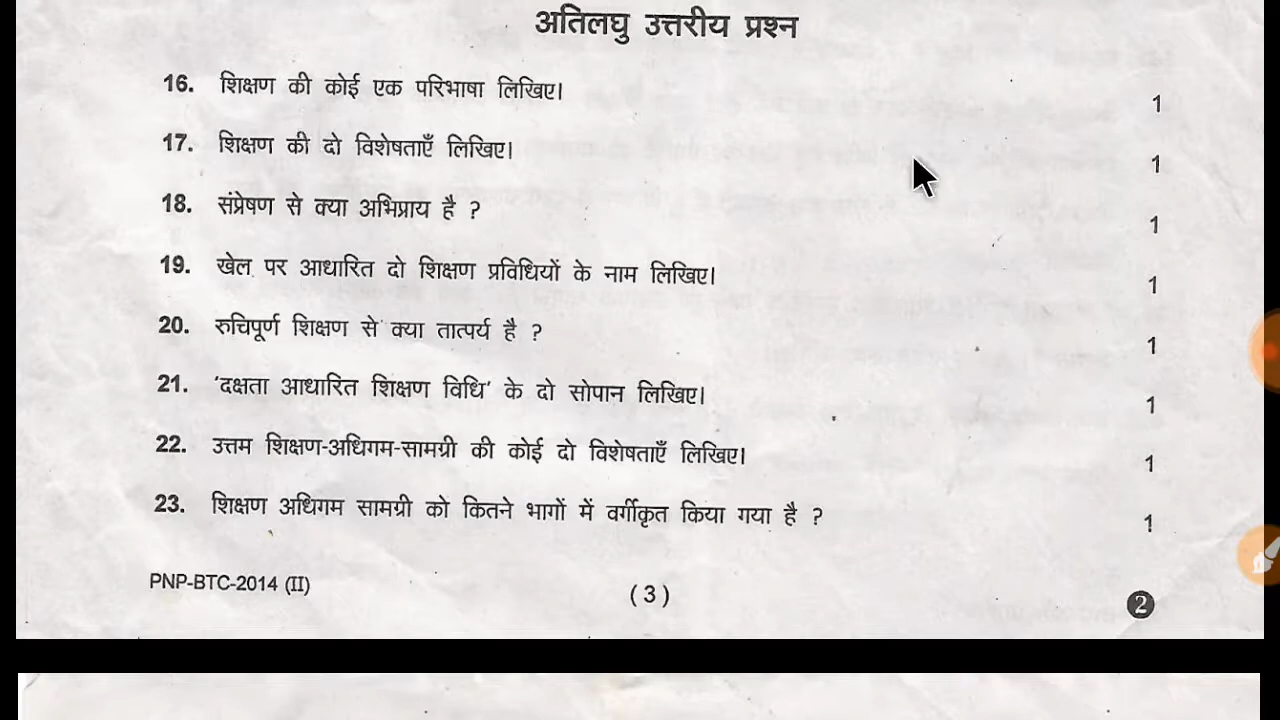 अतिलघु उत्तरीय प्रश्न
16. शिक्षण की कोई एक परिभाषा लिखिए। 1
17. शिक्षण की दो विशेषताएँ लिखिए। 1
18. संप्रेषण से क्या अभिप्राय है ? 1
19. खेल पर आधारित दो शिक्षण प्रविधियों के नाम लिखिए। 1
20. रुचिपूर्ण शिक्षण से क्या तात्पर्य है ? 1
21. 'दक्षता आधारित शिक्षण विधि' के दो सोपान लिखिए। 1
22. उत्तम शिक्षण-अधिगम-सामग्री की कोई दो विशेषताएँ लिखिए। 1
23. शिक्षण अधिगम सामग्री को कितने भागों में वर्गीकृत किया गया है ? 1
PNP-BTC-2014 (II) ( 3 ) 2